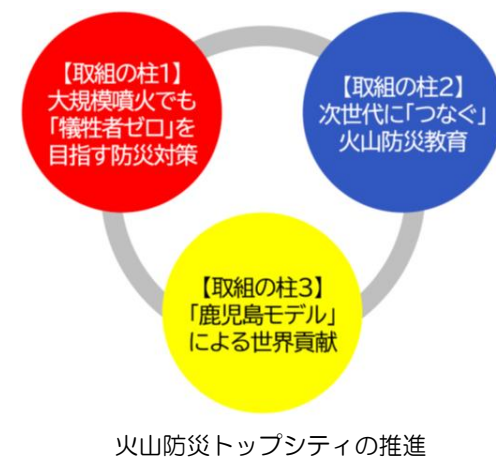 【取組の柱1】
大規模噴火でも
「犠牲者ゼロ」を
目指す防災対策
【取組の柱2】
次世代に「つなぐ」
火山防災教育
【取組の柱3】
「鹿児島モデル」
による世界貢献
火山防災トップシティの推進